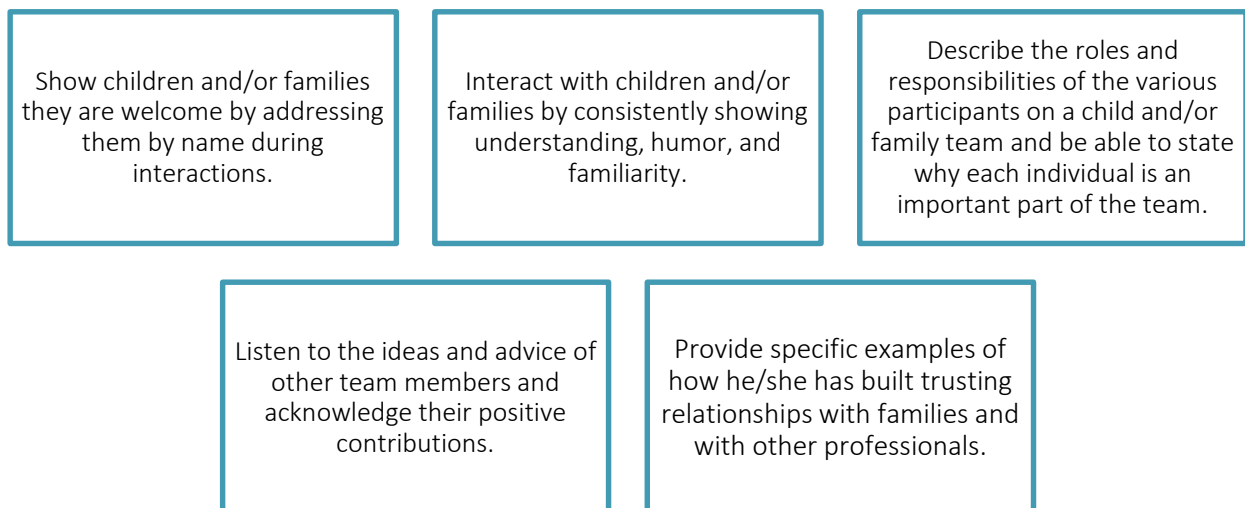 Show children and/or families
they are welcome by addressing
them by name during
interactions.
Interact with children and/or
families by consistently showing
understanding, humor, and
familiarity.
Describe the roles and
responsibilities of the various
participants on a child and/or
family team and be able to state
why each individual is an
important part of the team.
Listen to the ideas and advice of
other team members and
acknowledge their positive
contributions.
Provide specific examples of
how he/she has built trusting
relationships with families and
with other professionals.